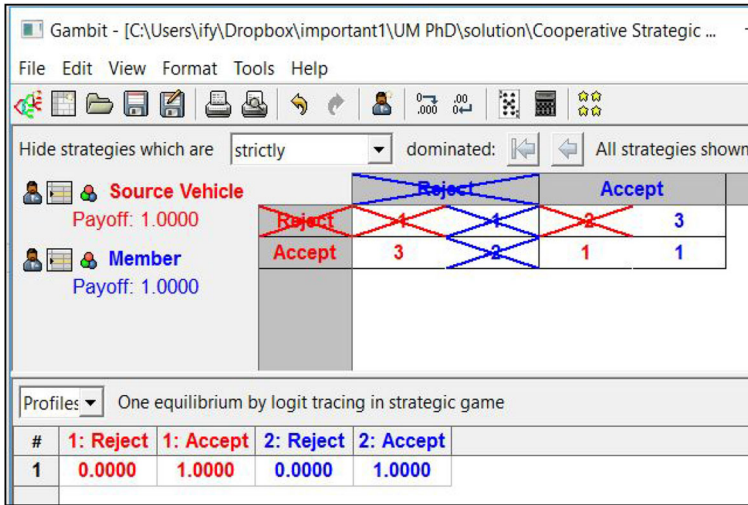 Gambit - [C:\Users\ify\Dropbox\important1\UM PhD\solution\Cooperative Strategic ...
File Edit View Format Tools Help
Hide strategies which are strictly dominated: All strategies shown
Source Vehicle
Payoff: 1.0000
Member
Payoff: 1.0000
Reject Accept
Reject 1 1 2 3
Accept 3 2 1 1
Profiles One equilibrium by logit tracing in strategic game
# 1: Reject 1: Accept 2: Reject 2: Accept
1 0.0000 1.0000 0.0000 1.0000